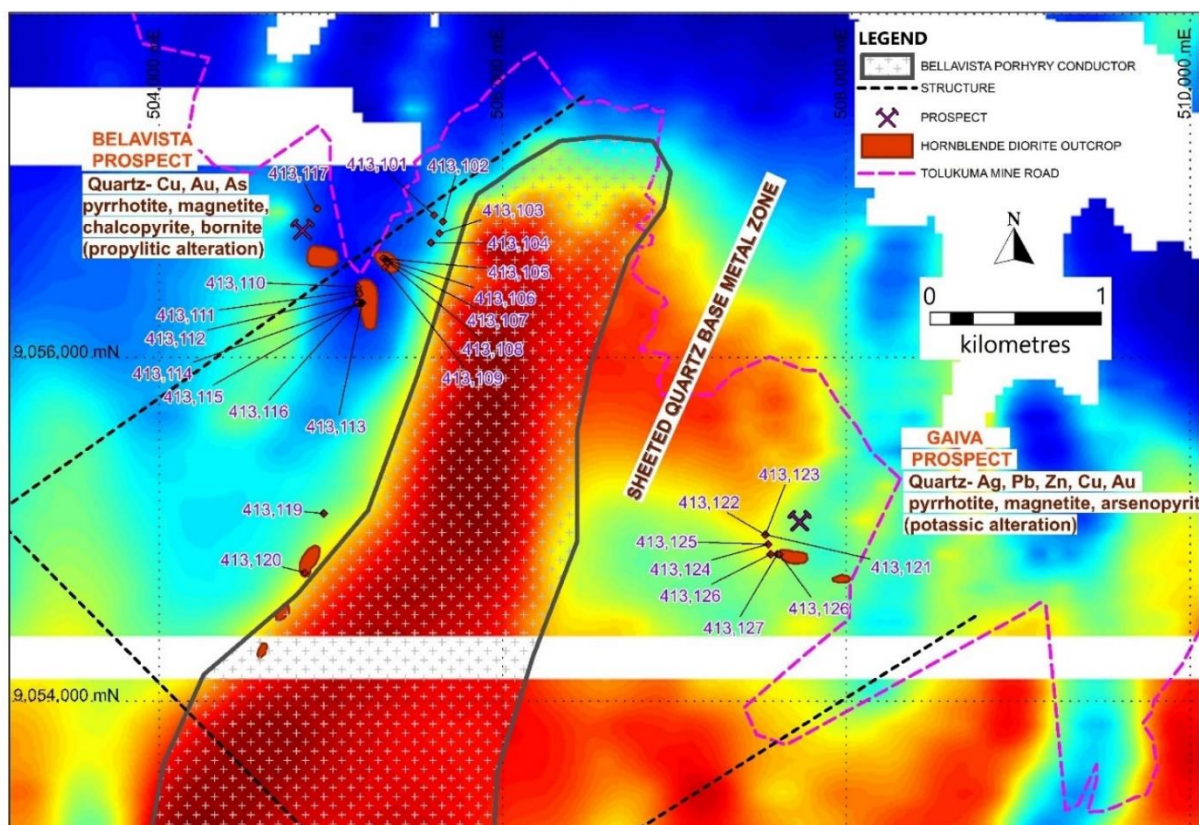 504,000 mE
508,000 mE
510,000 mE
LEGEND
BELLAVISTA PORHYRY CONDUCTOR
STRUCTURE
PROSPECT
HORNBLENDE DIORITE OUTCROP
TOLUKUMA MINE ROAD
N
0 1
kilometres
BELAVISTA
PROSPECT
Quartz- Cu, Au, As
pyrrhotite, magnetite,
chalcopyrite, bornite
(propylitic alteration)
413,117
413,101
413,102
413,103
413,104
413,105
413,106
413,107
413,108
413,109
413,110
413,111
413,112
413,114
413,115
413,116
413,113
9,056,000 mN
SHEETED QUARTZ BASE METAL ZONE
GAIVA
PROSPECT
Quartz- Ag, Pb, Zn, Cu, Au
pyrrhotite, magnetite, arsenopyrit
(potassic alteration)
413,119
413,120
413,123
413,122
413,125
413,124
413,121
413,126
413,126
413,127
9,054,000 mN